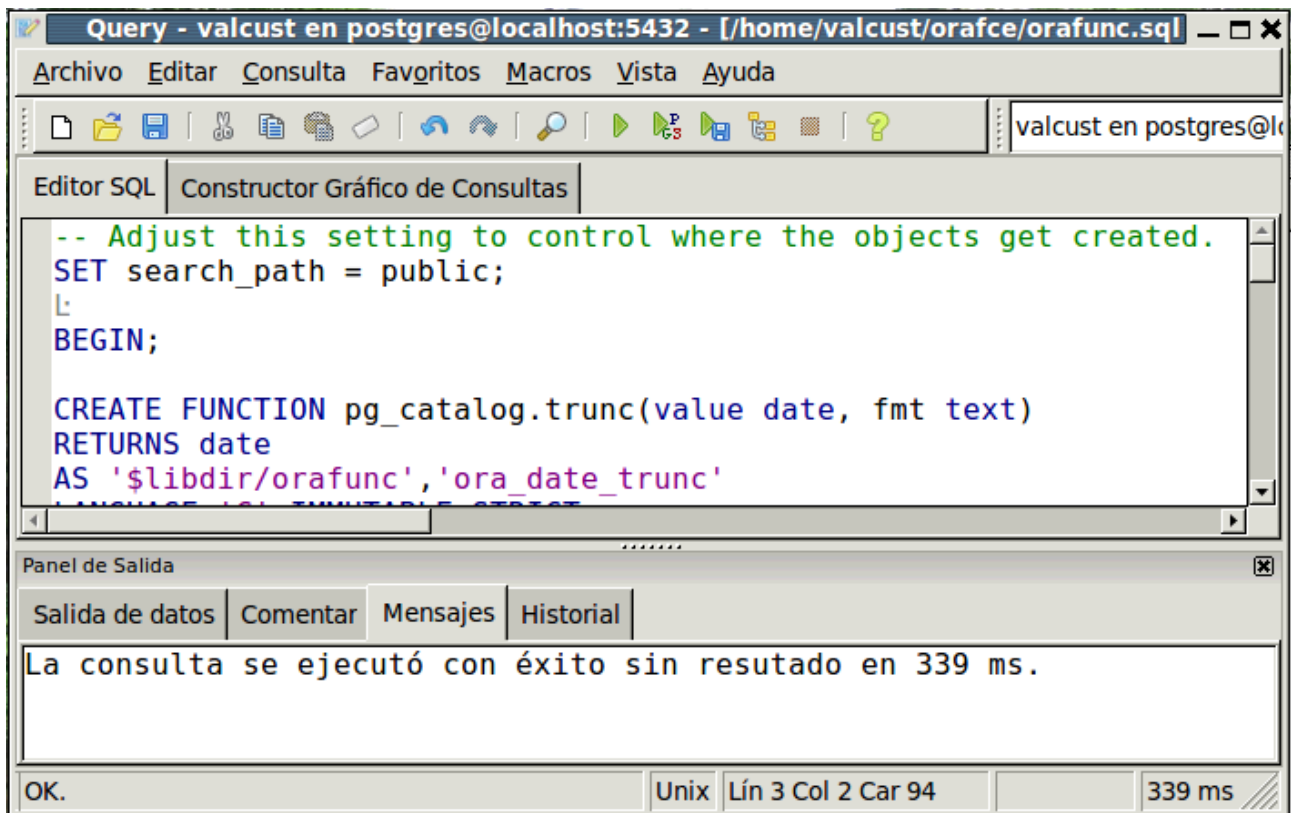 Query - valcust en postgres@localhost:5432 - [/home/valcust/orafce/orafunc.sql]
Archivo Editar Consulta Favoritos Macros Vista Ayuda
valcust en postgres@lo
Editor SQL Constructor Gráfico de Consultas
-- Adjust this setting to control where the objects get created.
SET search_path = public;
BEGIN;
CREATE FUNCTION pg_catalog.trunc(value date, fmt text)
RETURNS date
AS '$libdir/orafunc','ora_date_trunc'
LANGUAGE 'C' IMMUTABLE STRICT
Panel de Salida
Salida de datos Comentar Mensajes Historial
La consulta se ejecutó con éxito sin resutado en 339 ms.
OK. Unix Lín 3 Col 2 Car 94 339 ms